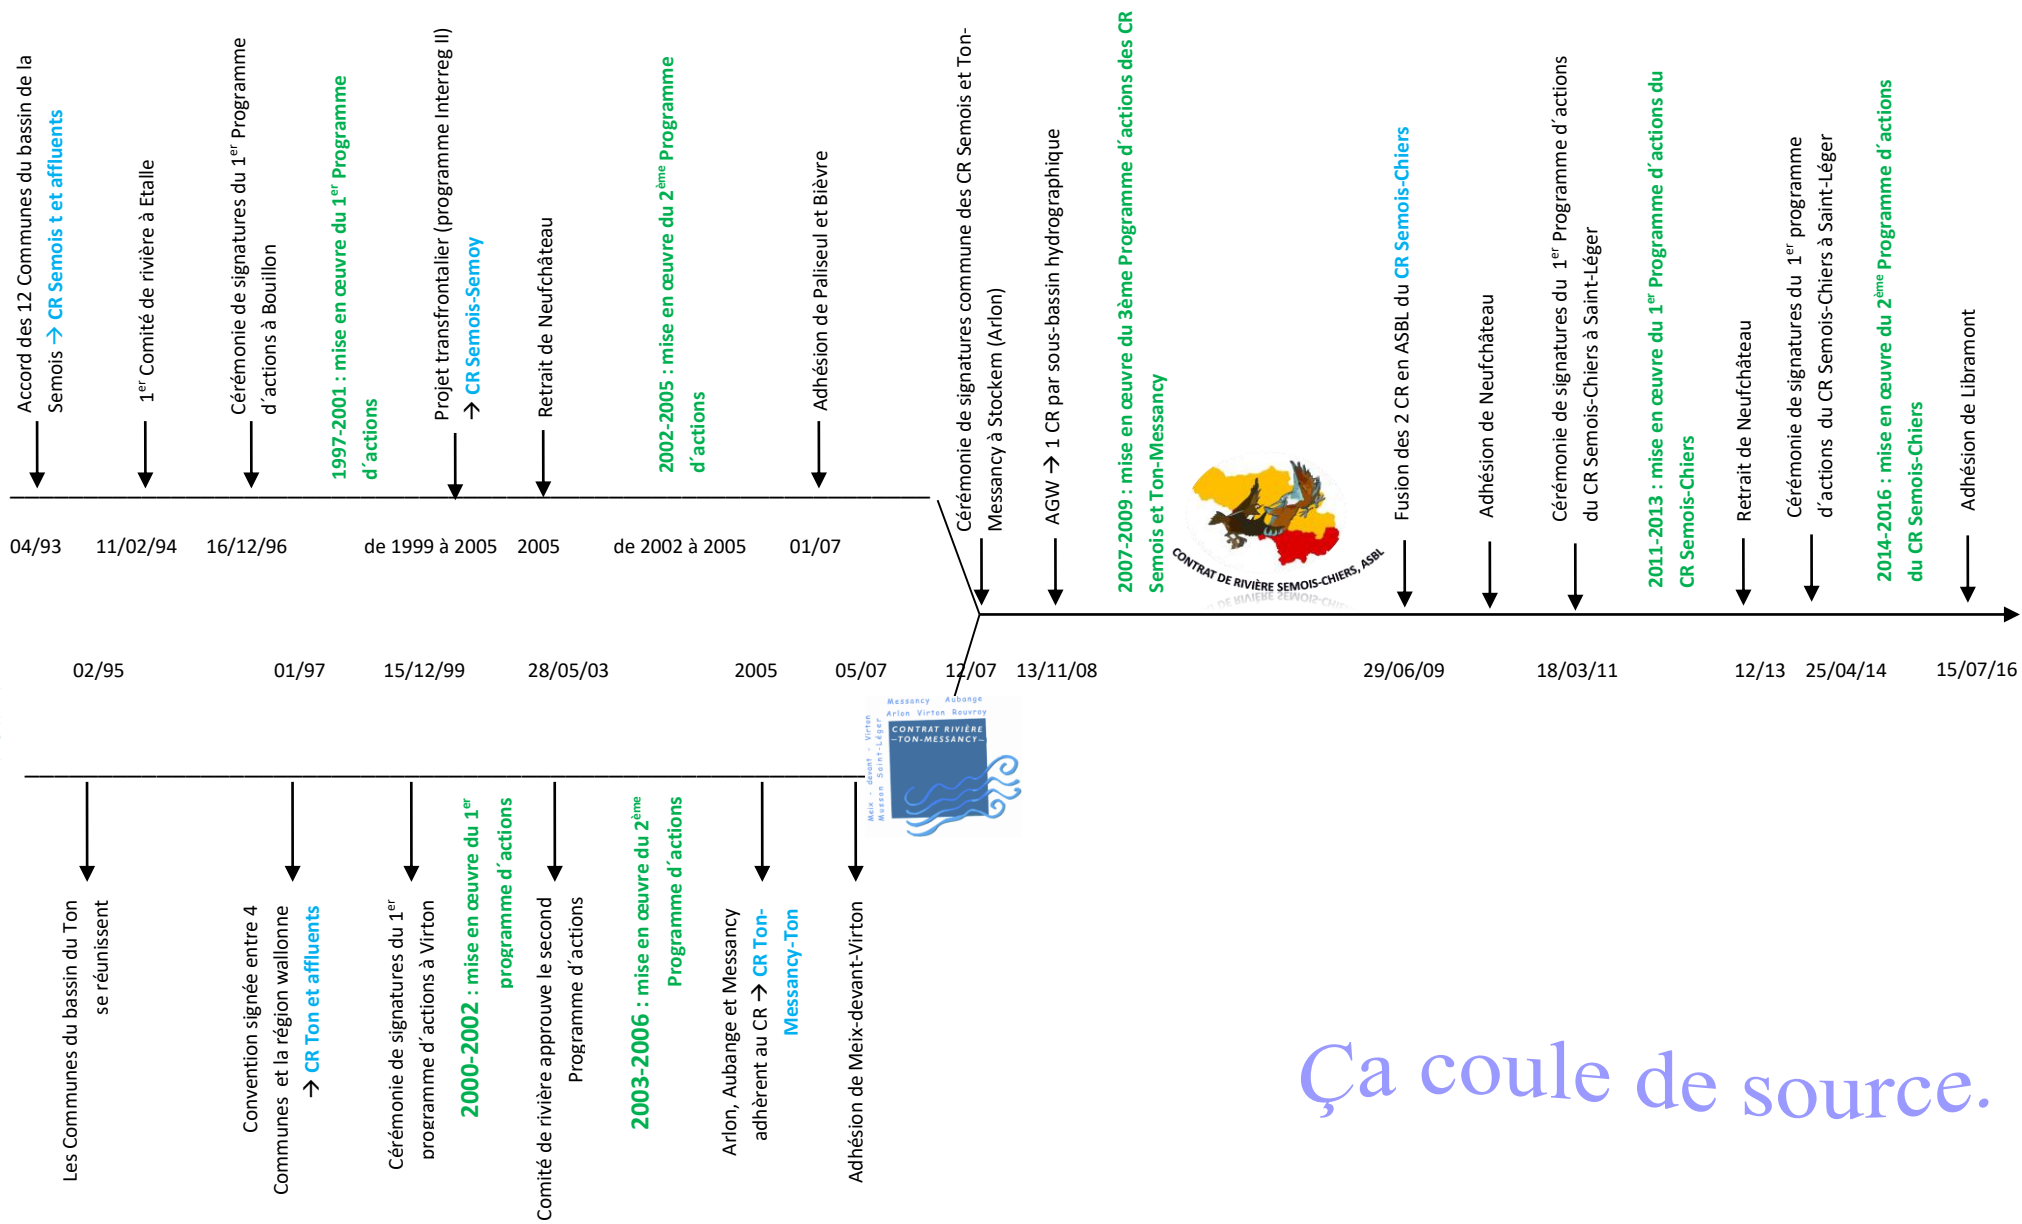 Accord des 12 Communes du bassin de la
Semois → CR Semois t et affluents
1er Comité de rivière à Etalle
Cérémonie de signatures du 1er Programme
d´actions à Bouillon
1997-2001 : mise en œuvre du 1er Programme
d´actions
Projet transfrontalier (programme Interreg II)
→ CR Semois-Semoy
Retrait de Neufchâteau
2002-2005 : mise en œuvre du 2ème Programme
d´actions
Adhésion de Paliseul et Bièvre
Cérémonie de signatures commune des CR Semois et Ton-
Messancy à Stockem (Arlon)
AGW → 1 CR par sous-bassin hydrographique
2007-2009 : mise en œuvre du 3ème Programme d´actions des CR
Semois et Ton-Messancy
CONTRAT DE RIVIÈRE SEMOIS-CHIERS, ASBL
Fusion des 2 CR en ASBL du CR Semois-Chiers
Adhésion de Neufchâteau
Cérémonie de signatures du 1er Programme d´actions
du CR Semois-Chiers à Saint-Léger
2011-2013 : mise en œuvre du 1er Programme d´actions du
CR Semois-Chiers
Retrait de Neufchâteau
Cérémonie de signatures du 1er programme
d´actions du CR Semois-Chiers à Saint-Léger
2014-2016 : mise en œuvre du 2ème Programme d´actions
du CR Semois-Chiers
Adhésion de Libramont
04/93 11/02/94 16/12/96 de 1999 à 2005 2005 de 2002 à 2005 01/07
02/95 01/97 15/12/99 28/05/03 2005 05/07 12/07 13/11/08 29/06/09 18/03/11 12/13 25/04/14 15/07/16
Messancy Aubange
Arlon Virton Rouvroy
Meix - devant - Virton
Musson Saint-Léger
CONTRAT RIVIÈRE
—TON-MESSANCY—
Les Communes du bassin du Ton
se réunissent
Convention signée entre 4
Communes et la région wallonne
→ CR Ton et affluents
Cérémonie de signatures du 1er
programme d´actions à Virton
2000-2002 : mise en œuvre du 1er
programme d´actions
Comité de rivière approuve le second
Programme d´actions
2003-2006 : mise en œuvre du 2ème
Programme d´actions
Arlon, Aubange et Messancy
adhèrent au CR → CR Ton-
Messancy-Ton
Adhésion de Meix-devant-Virton
Ça coule de source.